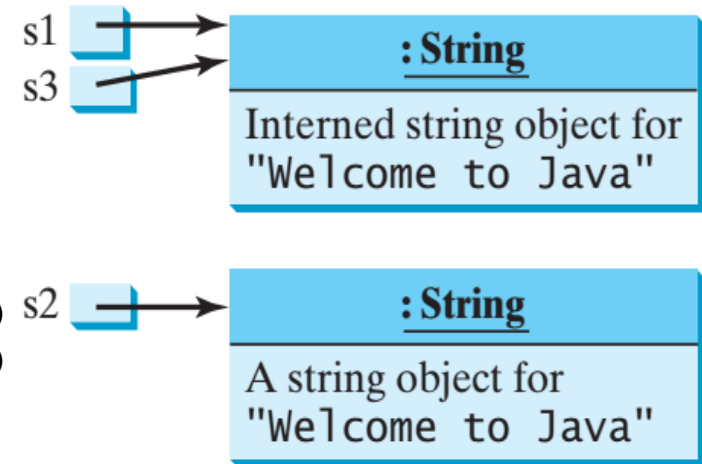 s1
s3
: String
Interned string object for
"Welcome to Java"
)
s2
)
: String
A string object for
"Welcome to Java"